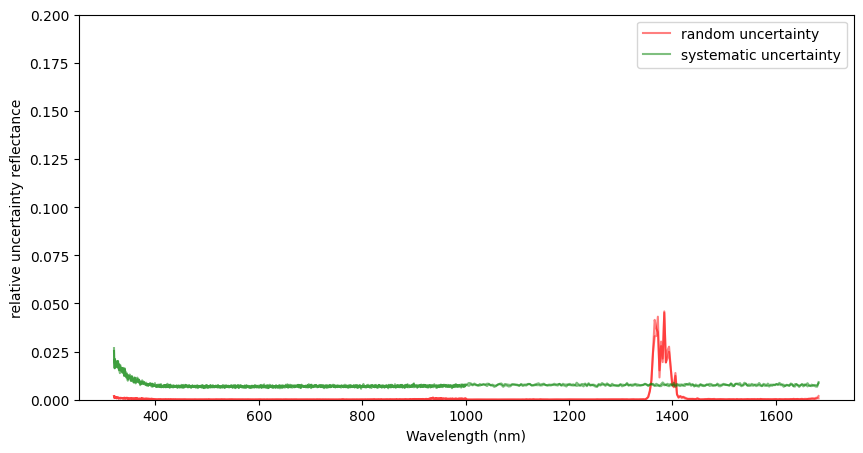 0.200
0.175
0.150
0.125
0.100
0.075
0.050
0.025
0.000
relative uncertainty reflectance
random uncertainty
systematic uncertainty
400 600 800 1000 1200 1400 1600
Wavelength (nm)